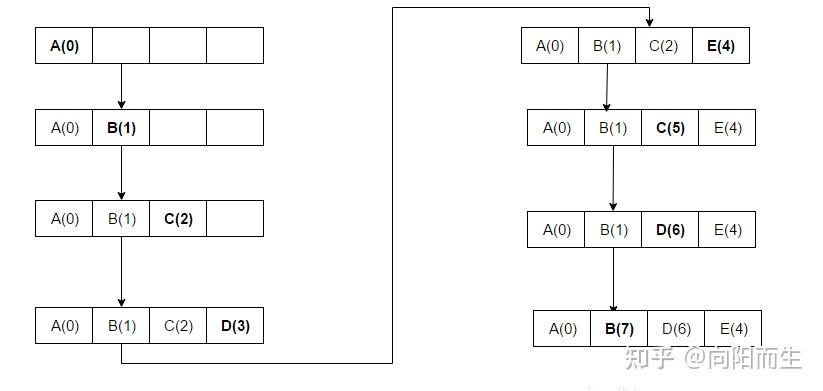 A(0)
A(0) B(1)
A(0) B(1) C(2)
A(0) B(1) C(2) D(3)
A(0) B(1) C(2) E(4)
A(0) B(1) C(5) E(4)
A(0) B(1) D(6) E(4)
A(0) B(7) D(6) E(4)
知乎 @向阳而生